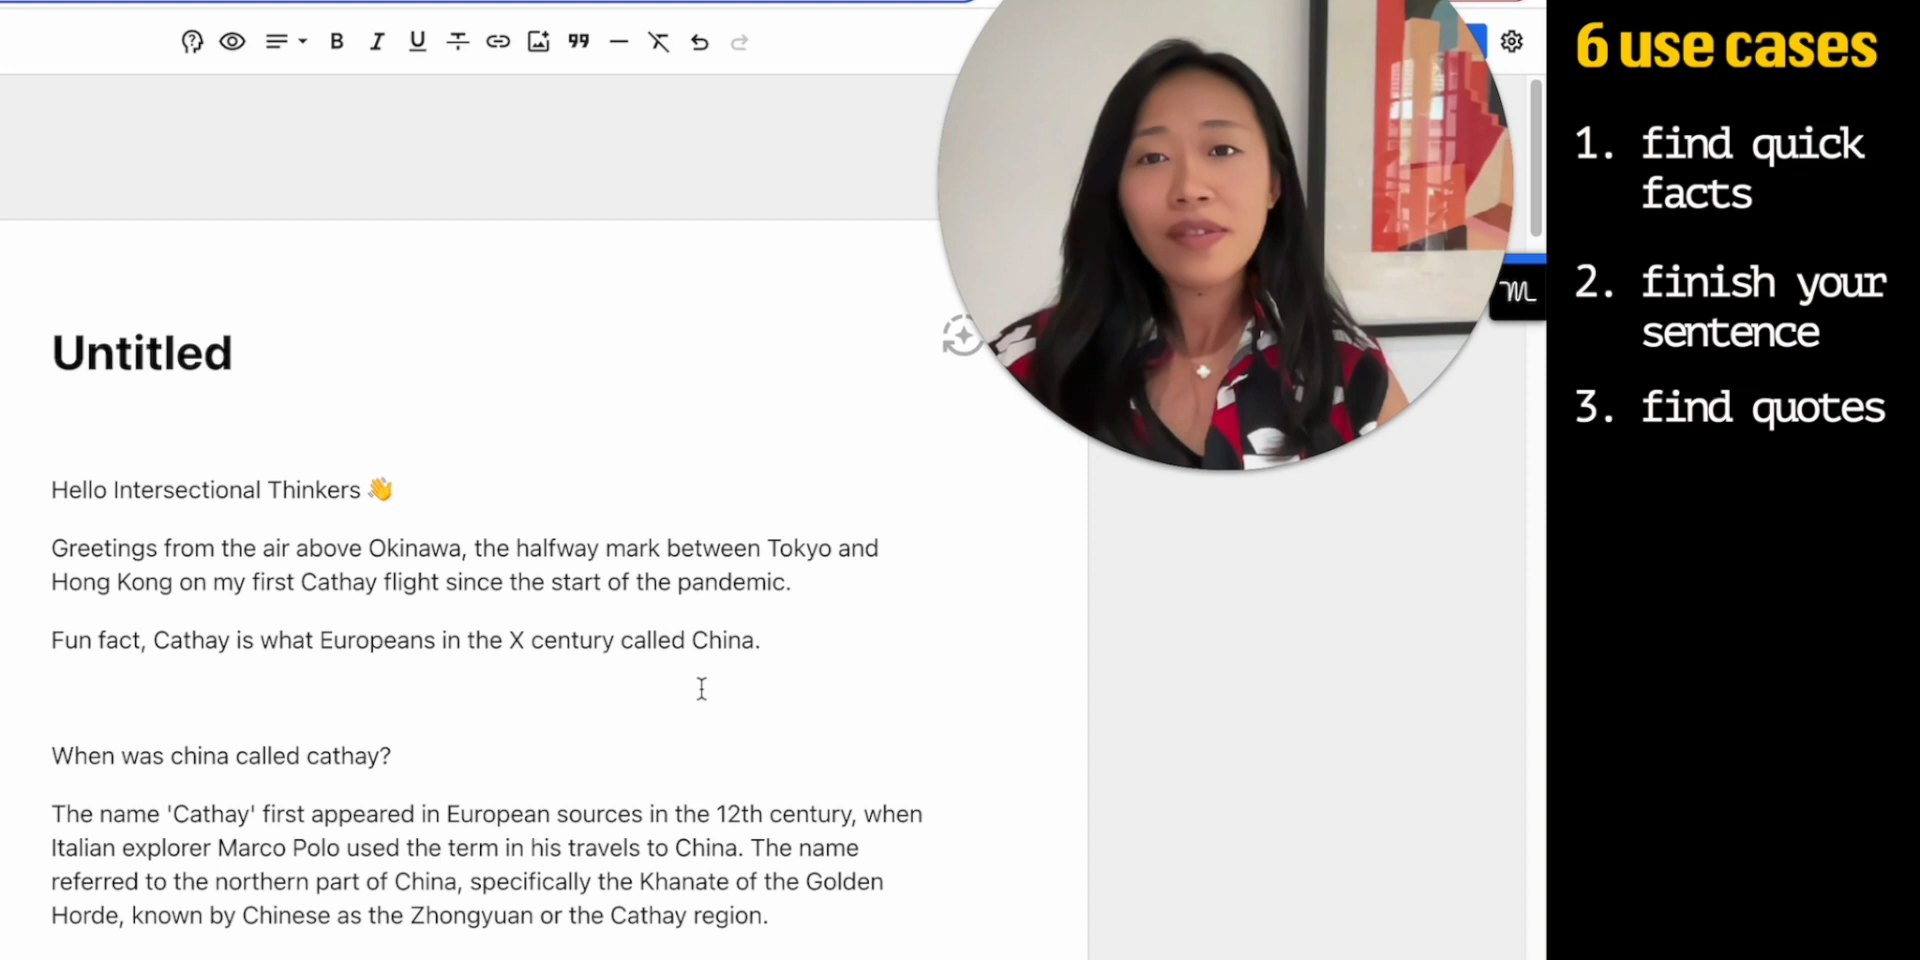 6 use cases
1. find quick
facts
2. finish your
sentence
3. find quotes
Untitled
Hello Intersectional Thinkers 👋
Greetings from the air above Okinawa, the halfway mark between Tokyo and
Hong Kong on my first Cathay flight since the start of the pandemic.
Fun fact, Cathay is what Europeans in the X century called China.
When was china called cathay?
The name 'Cathay' first appeared in European sources in the 12th century, when
Italian explorer Marco Polo used the term in his travels to China. The name
referred to the northern part of China, specifically the Khanate of the Golden
Horde, known by Chinese as the Zhongyuan or the Cathay region.